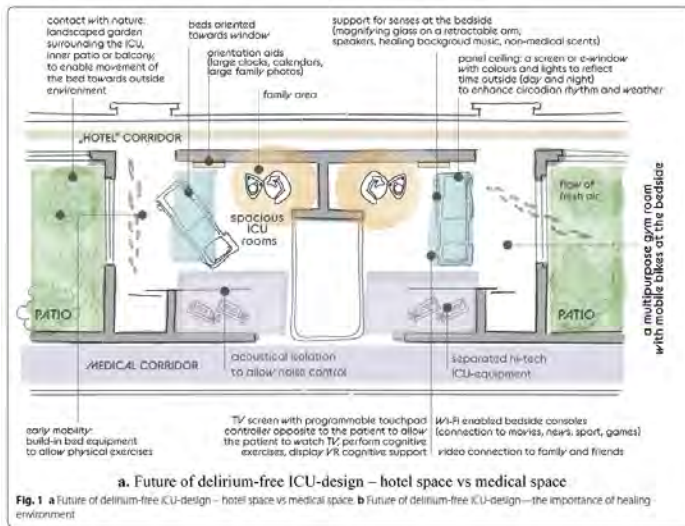 contact with nature:
landscaped garden
surrounding the ICU,
inner patio or balcony,
to enable movement of
the bed towards outside
environment
beds oriented
towards window
orientation aids
(large clocks, calendars,
large family photos)
family area
support for senses at the bedside
(magnifying glass on a retractable arm,
speakers, healing backgroud music, non-medical scents)
panel ceiling: a screen or e-window
with colours and lights to reflect
time outside (day and night)
to enhance circadian rhythm and weather
„HOTEL" CORRIDOR
spacious
ICU
rooms
flow of
fresh air
a multipurpose gym room
with mobile bikes at the bedside
PATIO
PATIO
MEDICAL CORRIDOR
acoustical isolation
to allow noise control
separated hi-tech
ICU-equipment
early mobility:
build-in bed equipment
to allow physical exercises
TV screen with programmable touchpad
controller opposite to the patient to allow
the patient to watch TV, perform cognitive
exercises, display VR cognitive support
Wi-Fi enabled bedside consoles
(connection to movies, news, sport, games)
video connection to family and friends
a. Future of delirium-free ICU-design – hotel space vs medical space
Fig. 1 a Future of delirium-free ICU-design – hotel space vs medical space. b Future of delirium-free ICU-design—the importance of healing
environment